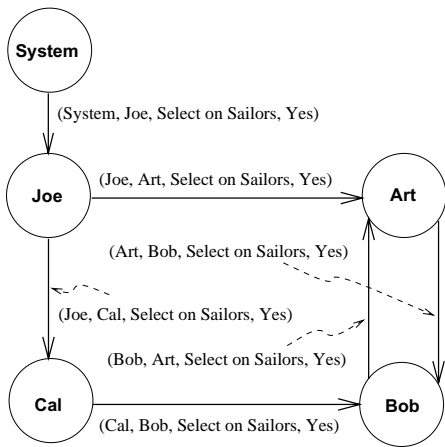 System
(System, Joe, Select on Sailors, Yes)
(Joe, Art, Select on Sailors, Yes)
Joe
Art
(Art, Bob, Select on Sailors, Yes)
(Joe, Cal, Select on Sailors, Yes)
(Bob, Art, Select on Sailors, Yes)
Cal
Bob
(Cal, Bob, Select on Sailors, Yes)